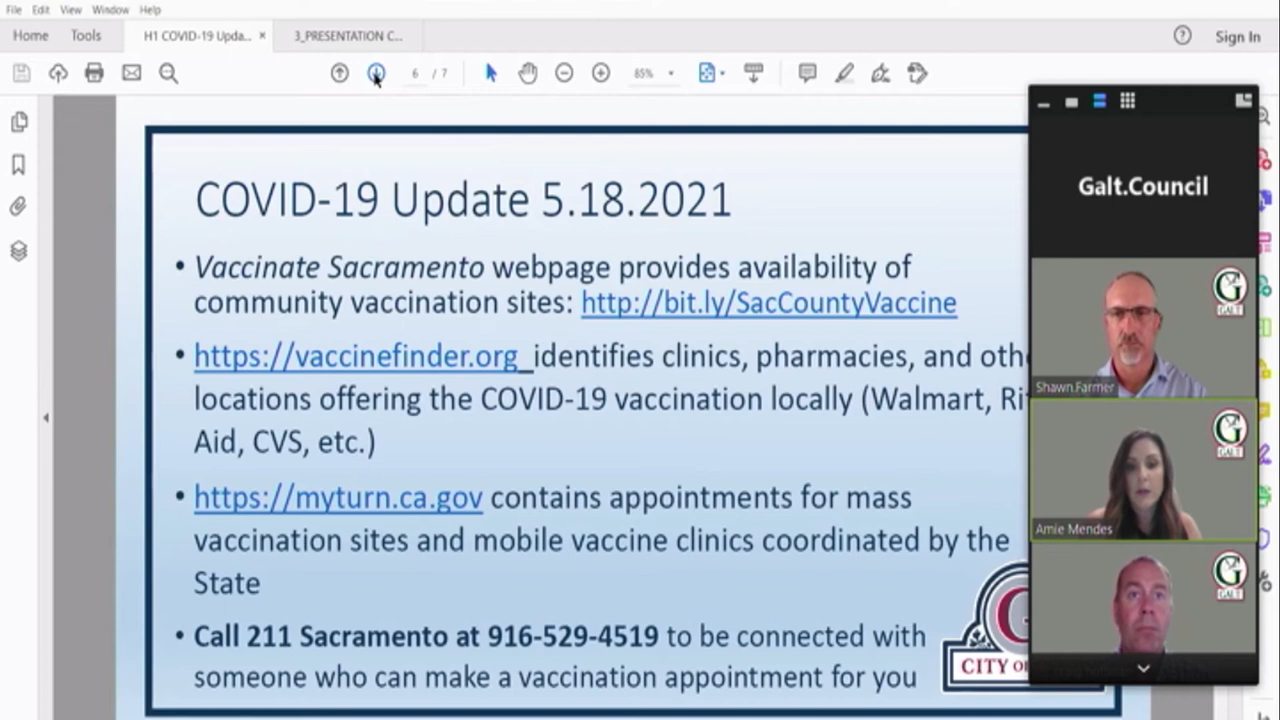 File Edit View Window Help
Home Tools H1 COVID-19 Upda... × 3_PRESENTATION C... Sign In
6 / 7 85%
COVID-19 Update 5.18.2021
• Vaccinate Sacramento webpage provides availability of
community vaccination sites: http://bit.ly/SacCountyVaccine
• https://vaccinefinder.org identifies clinics, pharmacies, and oth
locations offering the COVID-19 vaccination locally (Walmart, Ri
Aid, CVS, etc.)
• https://myturn.ca.gov contains appointments for mass
vaccination sites and mobile vaccine clinics coordinated by the
State
• Call 211 Sacramento at 916-529-4519 to be connected with
someone who can make a vaccination appointment for you
G
CITY
Galt.Council
G
GALT
Shawn.Farmer
G
GALT
Amie Mendes
G
GALT